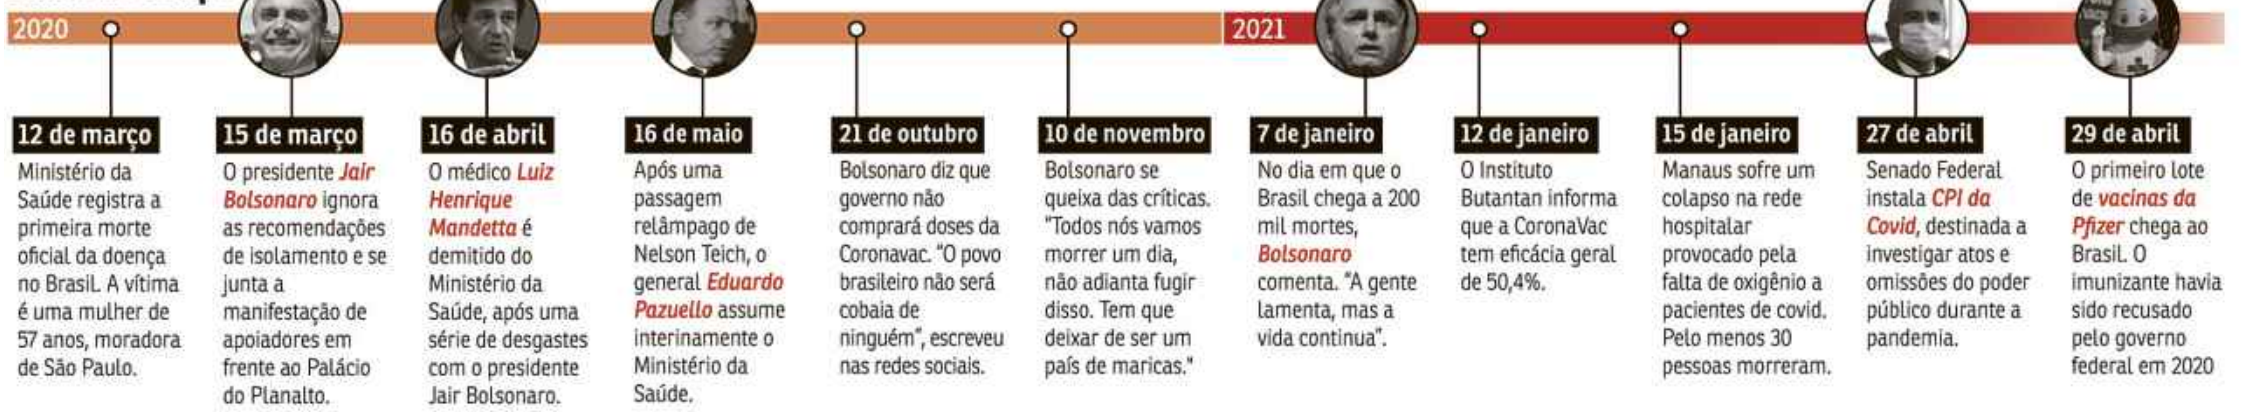 2020
2021
12 de março
Ministério da
Saúde registra a
primeira morte
oficial da doença
no Brasil. A vítima
é uma mulher de
57 anos, moradora
de São Paulo.
15 de março
O presidente Jair
Bolsonaro ignora
as recomendações
de isolamento e se
junta a
manifestação de
apoiadores em
frente ao Palácio
do Planalto.
16 de abril
O médico Luiz
Henrique
Mandetta é
demitido do
Ministério da
Saúde, após uma
série de desgastes
com o presidente
Jair Bolsonaro.
16 de maio
Após uma
passagem
relâmpago de
Nelson Teich, o
general Eduardo
Pazuello assume
interinamente o
Ministério da
Saúde.
21 de outubro
Bolsonaro diz que
governo não
comprará doses da
Coronavac. "O povo
brasileiro não será
cobaia de
ninguém", escreveu
nas redes sociais.
10 de novembro
Bolsonaro se
queixa das críticas.
"Todos nós vamos
morrer um dia,
não adianta fugir
disso. Tem que
deixar de ser um
país de maricas."
7 de janeiro
No dia em que o
Brasil chega a 200
mil mortes,
Bolsonaro
comenta. "A gente
lamenta, mas a
vida continua".
12 de janeiro
O Instituto
Butantan informa
que a CoronaVac
tem eficácia geral
de 50,4%.
15 de janeiro
Manaus sofre um
colapso na rede
hospitalar
provocado pela
falta de oxigênio a
pacientes de covid.
Pelo menos 30
pessoas morreram.
27 de abril
Senado Federal
instala CPI da
Covid, destinada a
investigar atos e
omissões do poder
público durante a
pandemia.
29 de abril
O primeiro lote
de vacinas da
Pfizer chega ao
Brasil. O
imunizante havia
sido recusado
pelo governo
federal em 2020